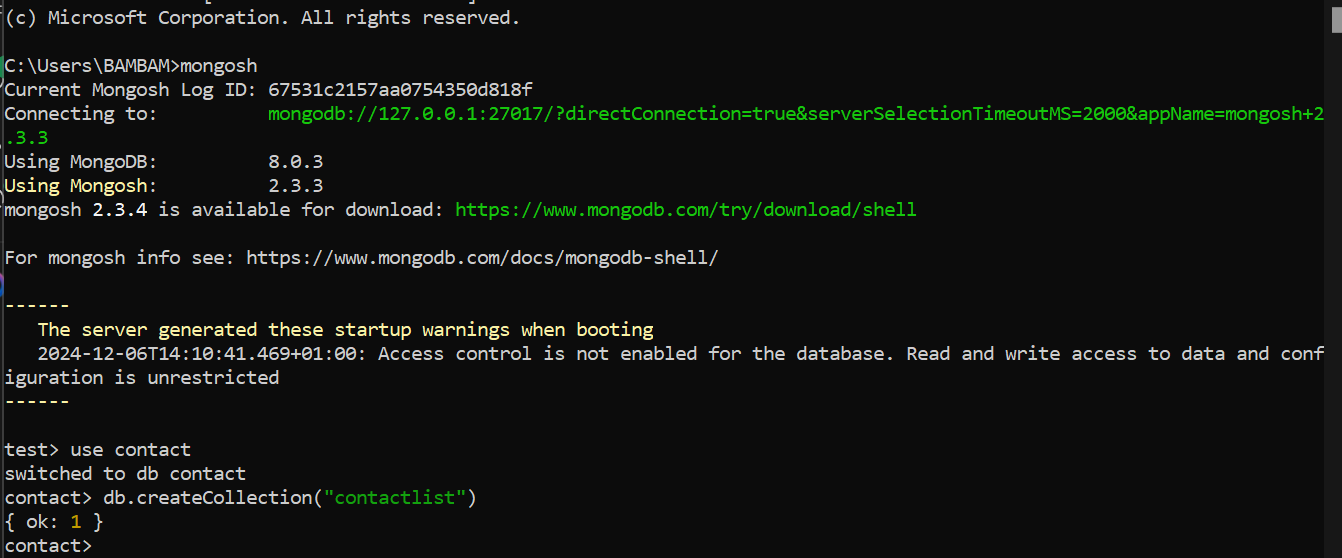 (c) Microsoft Corporation. All rights reserved.
C:\Users\BAMBAM>mongosh
Current Mongosh Log ID: 67531c2157aa0754350d818f
Connecting to: mongodb://127.0.0.1:27017/?directConnection=true&serverSelectionTimeoutMS=2000&appName=mongosh+2
.3.3
Using MongoDB: 8.0.3
Using Mongosh: 2.3.3
mongosh 2.3.4 is available for download: https://www.mongodb.com/try/download/shell
For mongosh info see: https://www.mongodb.com/docs/mongodb-shell/
------
The server generated these startup warnings when booting
2024-12-06T14:10:41.469+01:00: Access control is not enabled for the database. Read and write access to data and conf
iguration is unrestricted
------
test> use contact
switched to db contact
contact> db.createCollection("contactlist")
{ ok: 1 }
contact>